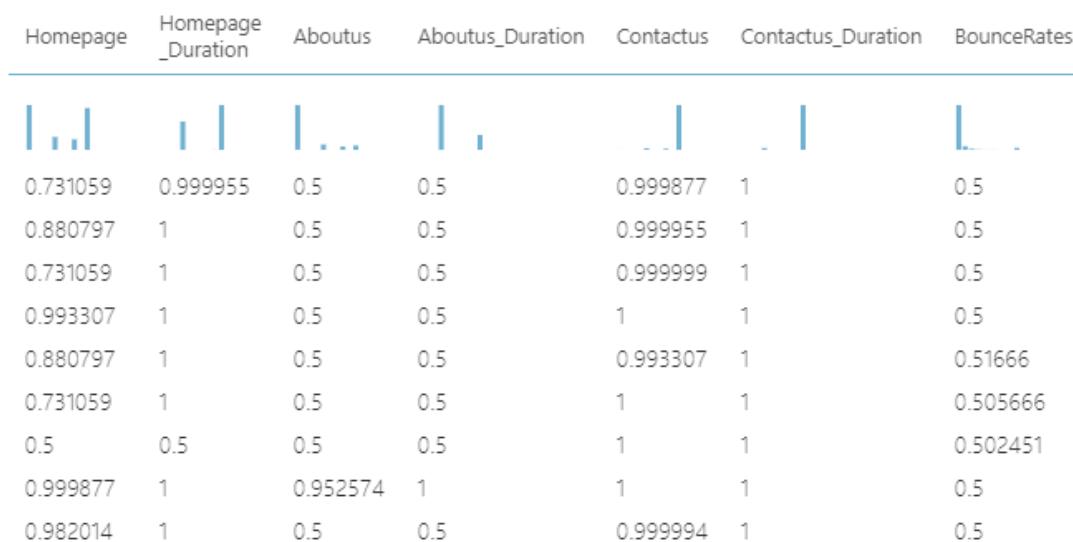 Homepage Homepage _Duration Aboutus Aboutus_Duration Contactus Contactus_Duration BounceRates
0.731059 0.999955 0.5 0.5 0.999877 1 0.5
0.880797 1 0.5 0.5 0.999955 1 0.5
0.731059 1 0.5 0.5 0.999999 1 0.5
0.993307 1 0.5 0.5 1 1 0.5
0.880797 1 0.5 0.5 0.993307 1 0.51666
0.731059 1 0.5 0.5 1 1 0.505666
0.5 0.5 0.5 0.5 1 1 0.502451
0.999877 1 0.952574 1 1 1 0.5
0.982014 1 0.5 0.5 0.999994 1 0.5